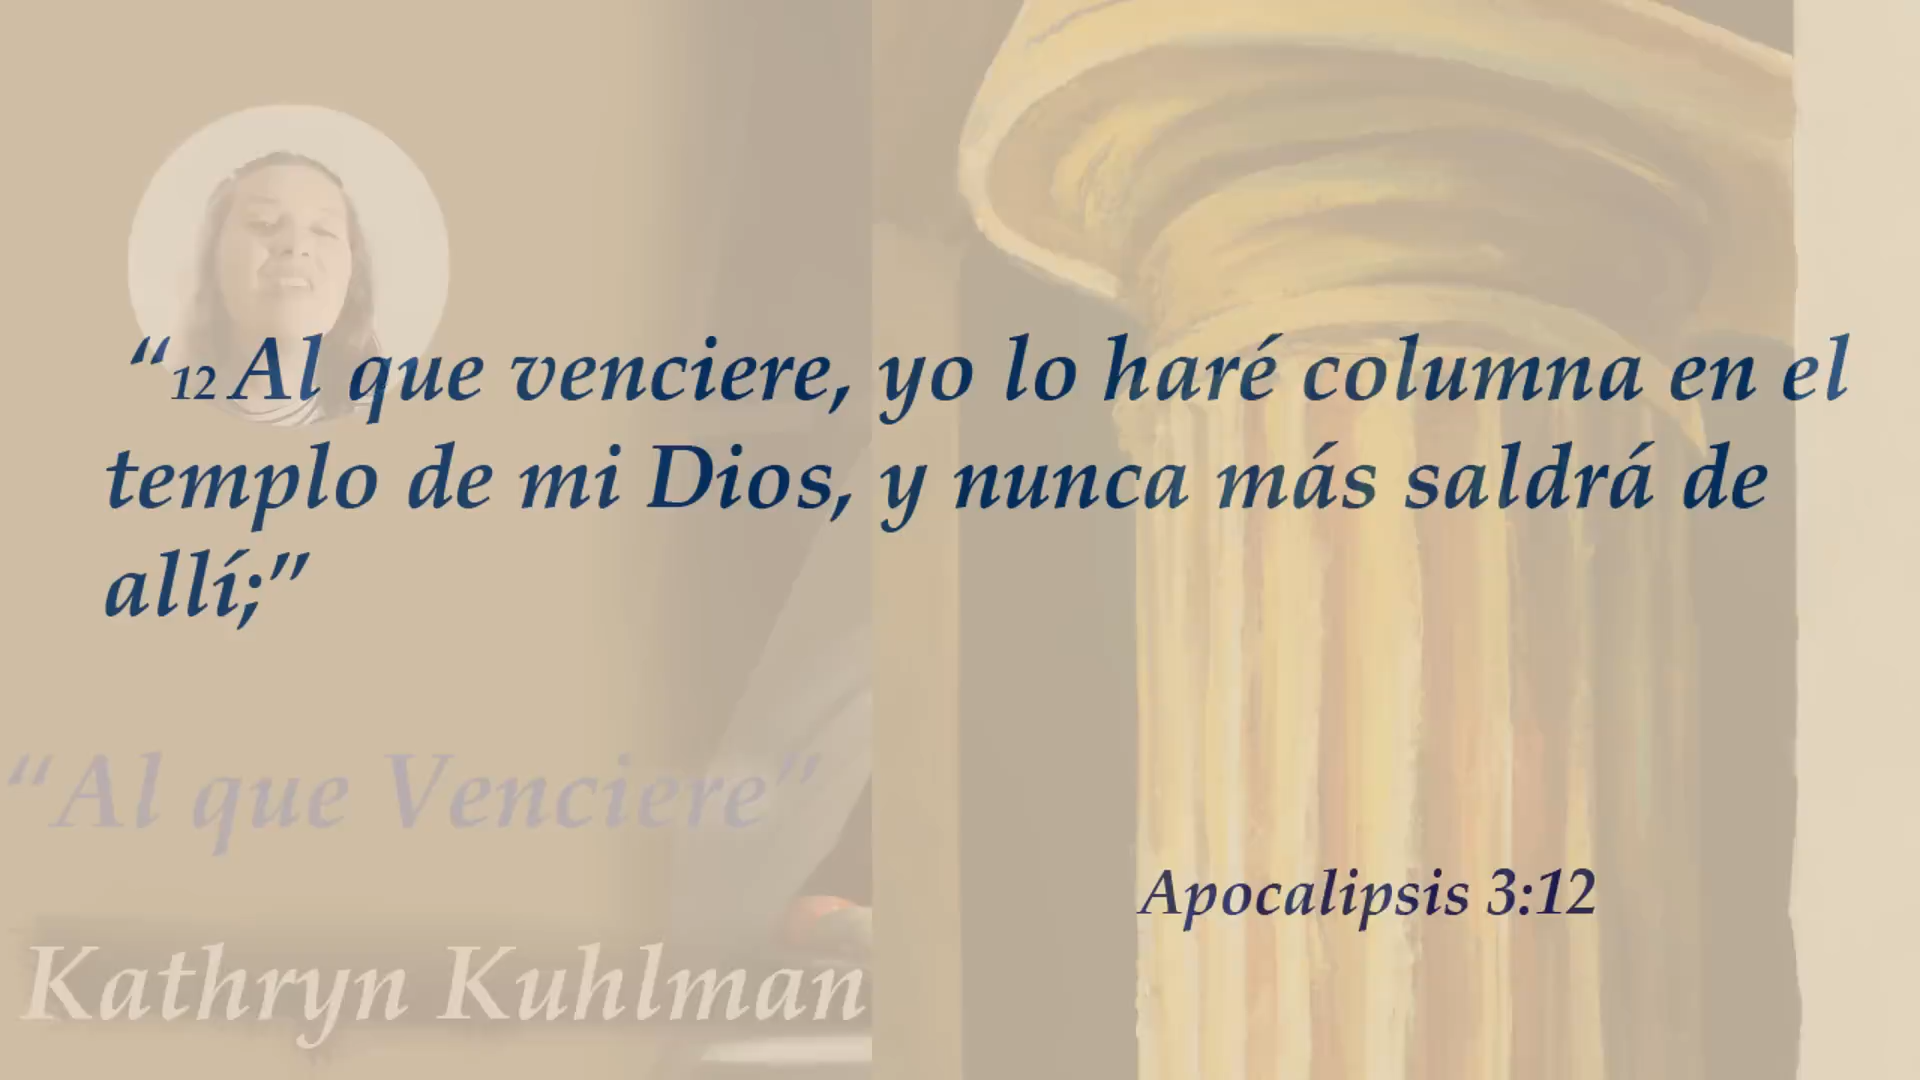 “12 Al que venciere, yo lo haré columna en el
templo de mi Dios, y nunca más saldrá de
allí;”
“Al que Venciere”
Apocalipsis 3:12
Kathryn Kuhlman